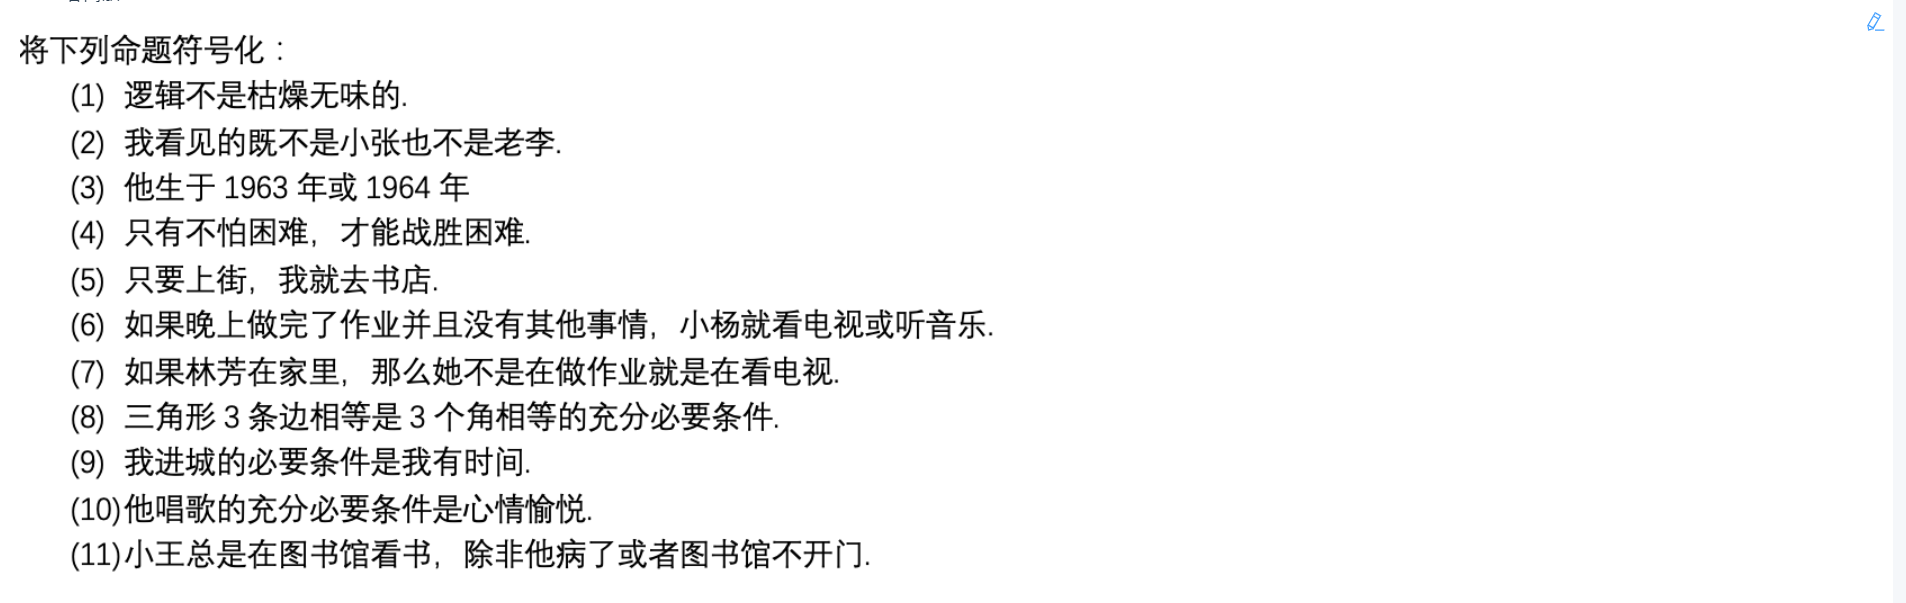 将下列命题符号化：
(1) 逻辑不是枯燥无味的.
(2) 我看见的既不是小张也不是老李.
(3) 他生于 1963 年或 1964 年
(4) 只有不怕困难，才能战胜困难.
(5) 只要上街，我就去书店.
(6) 如果晚上做完了作业并且没有其他事情，小杨就看电视或听音乐.
(7) 如果林芳在家里，那么她不是在做作业就是在看电视.
(8) 三角形 3 条边相等是 3 个角相等的充分必要条件.
(9) 我进城的必要条件是我有时间.
(10)他唱歌的充分必要条件是心情愉悦.
(11)小王总是在图书馆看书，除非他病了或者图书馆不开门.